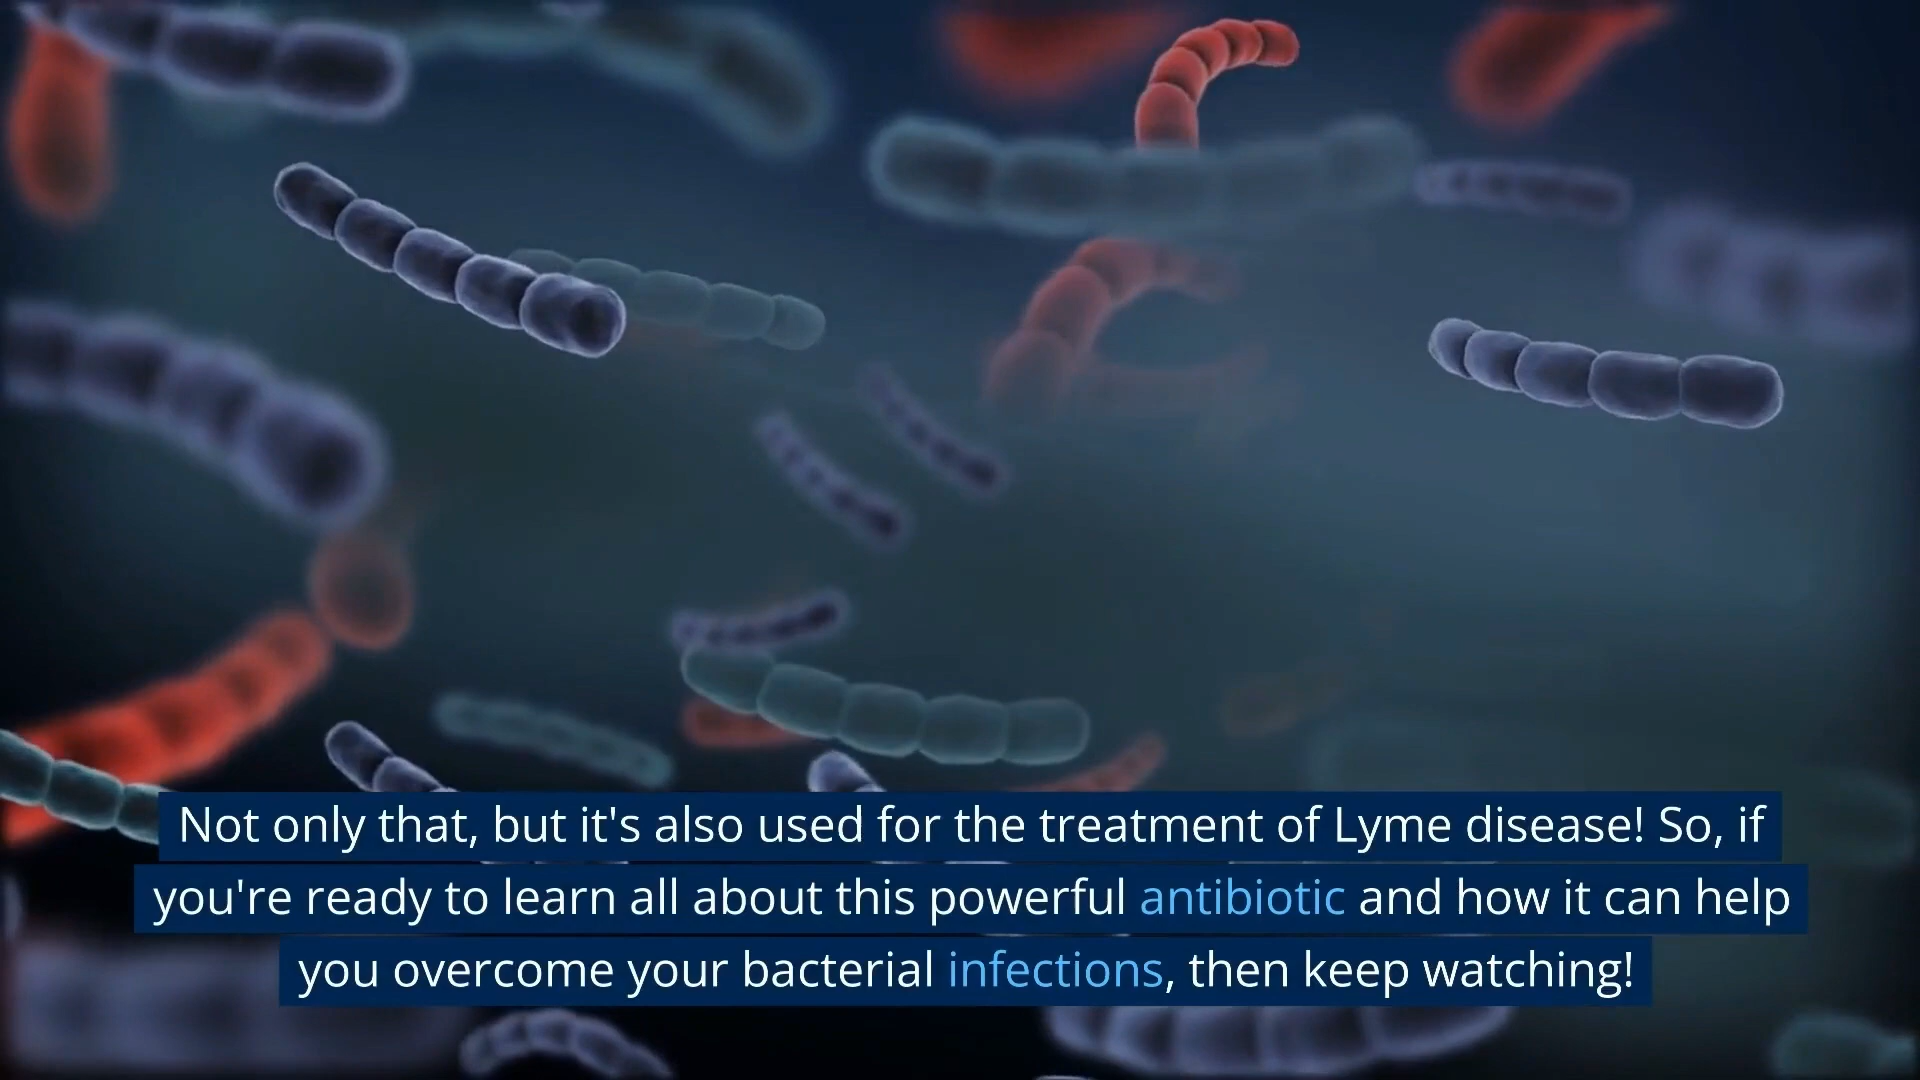 Not only that, but it's also used for the treatment of Lyme disease! So, if
you're ready to learn all about this powerful antibiotic and how it can help
you overcome your bacterial infections, then keep watching!